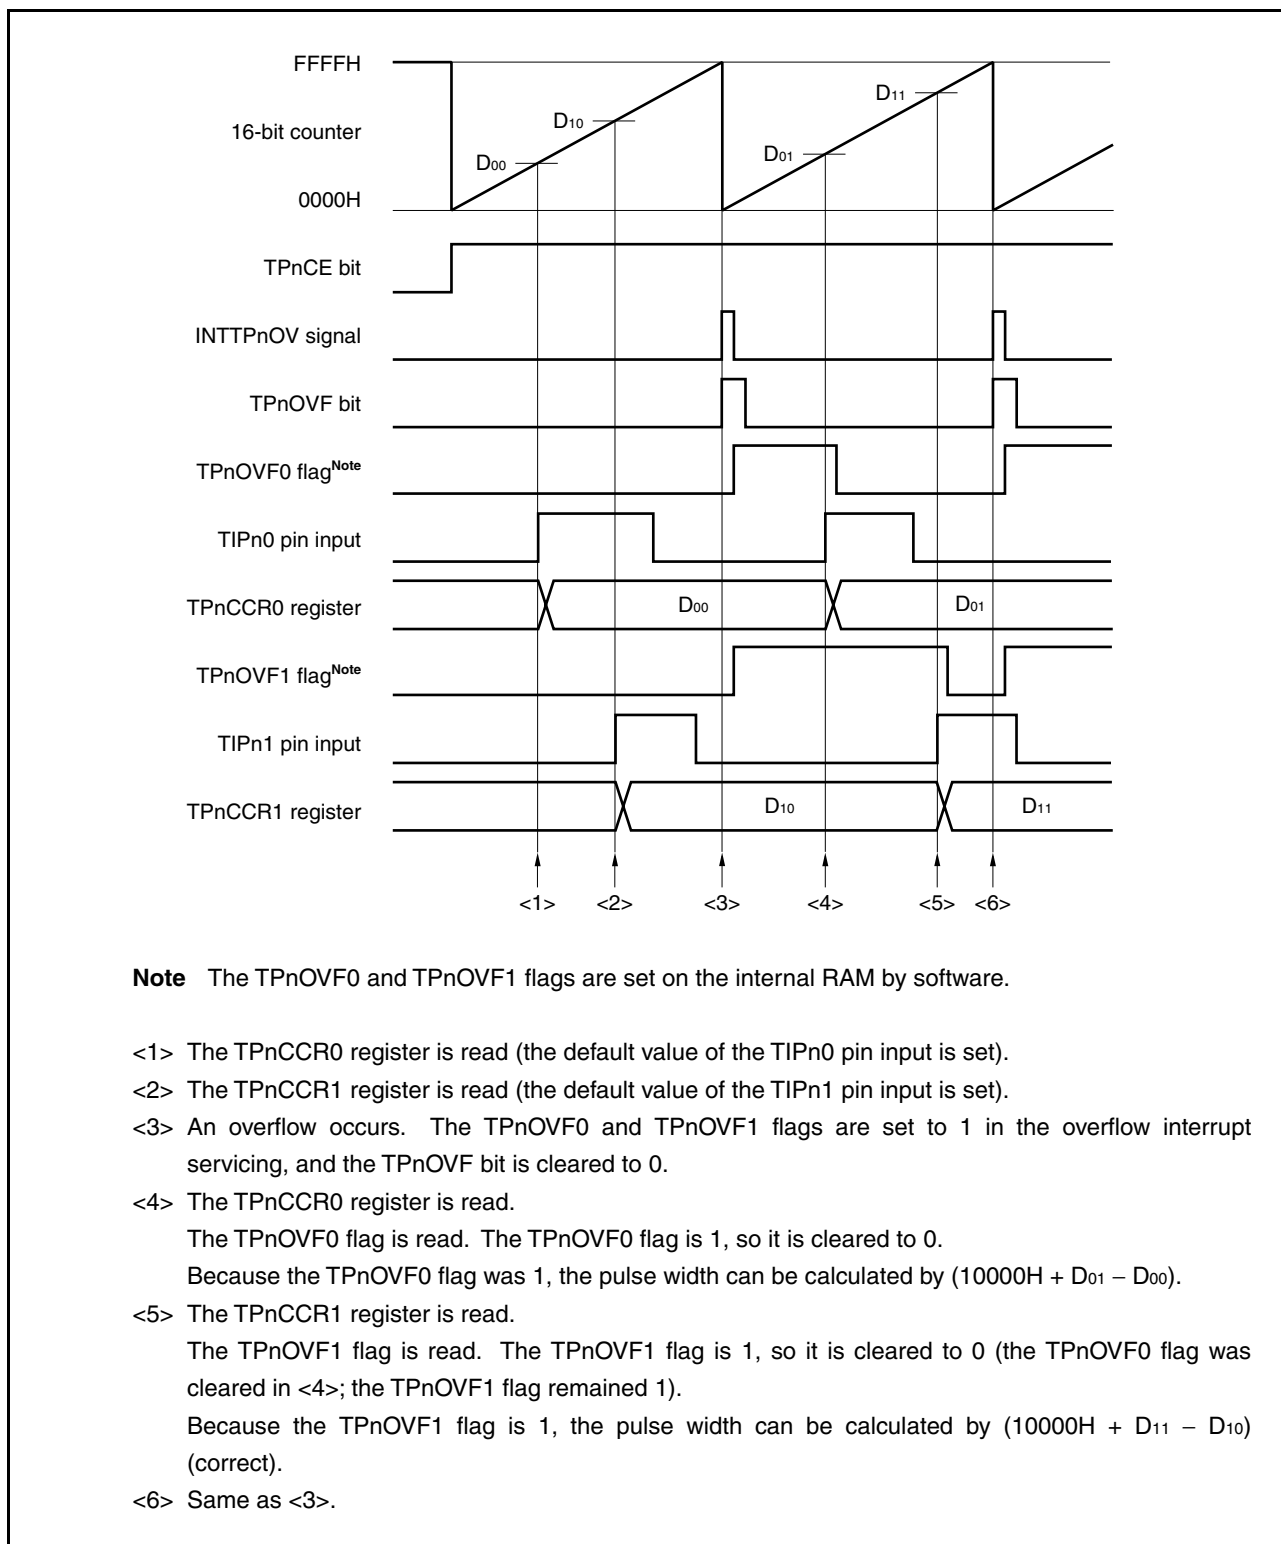 FFFFH
D11
D10
16-bit counter
D01
D00
0000H
TPnCE bit
INTTPnOV signal
TPnOVF bit
TPnOVF0 flagNote
TIPn0 pin input
TPnCCR0 register D00 D01
TPnOVF1 flagNote
TIPn1 pin input
TPnCCR1 register D10 D11
<1> <2> <3> <4> <5> <6>
Note The TPnOVF0 and TPnOVF1 flags are set on the internal RAM by software.
<1> The TPnCCR0 register is read (the default value of the TIPn0 pin input is set).
<2> The TPnCCR1 register is read (the default value of the TIPn1 pin input is set).
<3> An overflow occurs. The TPnOVF0 and TPnOVF1 flags are set to 1 in the overflow interrupt
servicing, and the TPnOVF bit is cleared to 0.
<4> The TPnCCR0 register is read.
The TPnOVF0 flag is read. The TPnOVF0 flag is 1, so it is cleared to 0.
Because the TPnOVF0 flag was 1, the pulse width can be calculated by (10000H + D01 − D00).
<5> The TPnCCR1 register is read.
The TPnOVF1 flag is read. The TPnOVF1 flag is 1, so it is cleared to 0 (the TPnOVF0 flag was
cleared in <4>; the TPnOVF1 flag remained 1).
Because the TPnOVF1 flag is 1, the pulse width can be calculated by (10000H + D11 − D10)
(correct).
<6> Same as <3>.